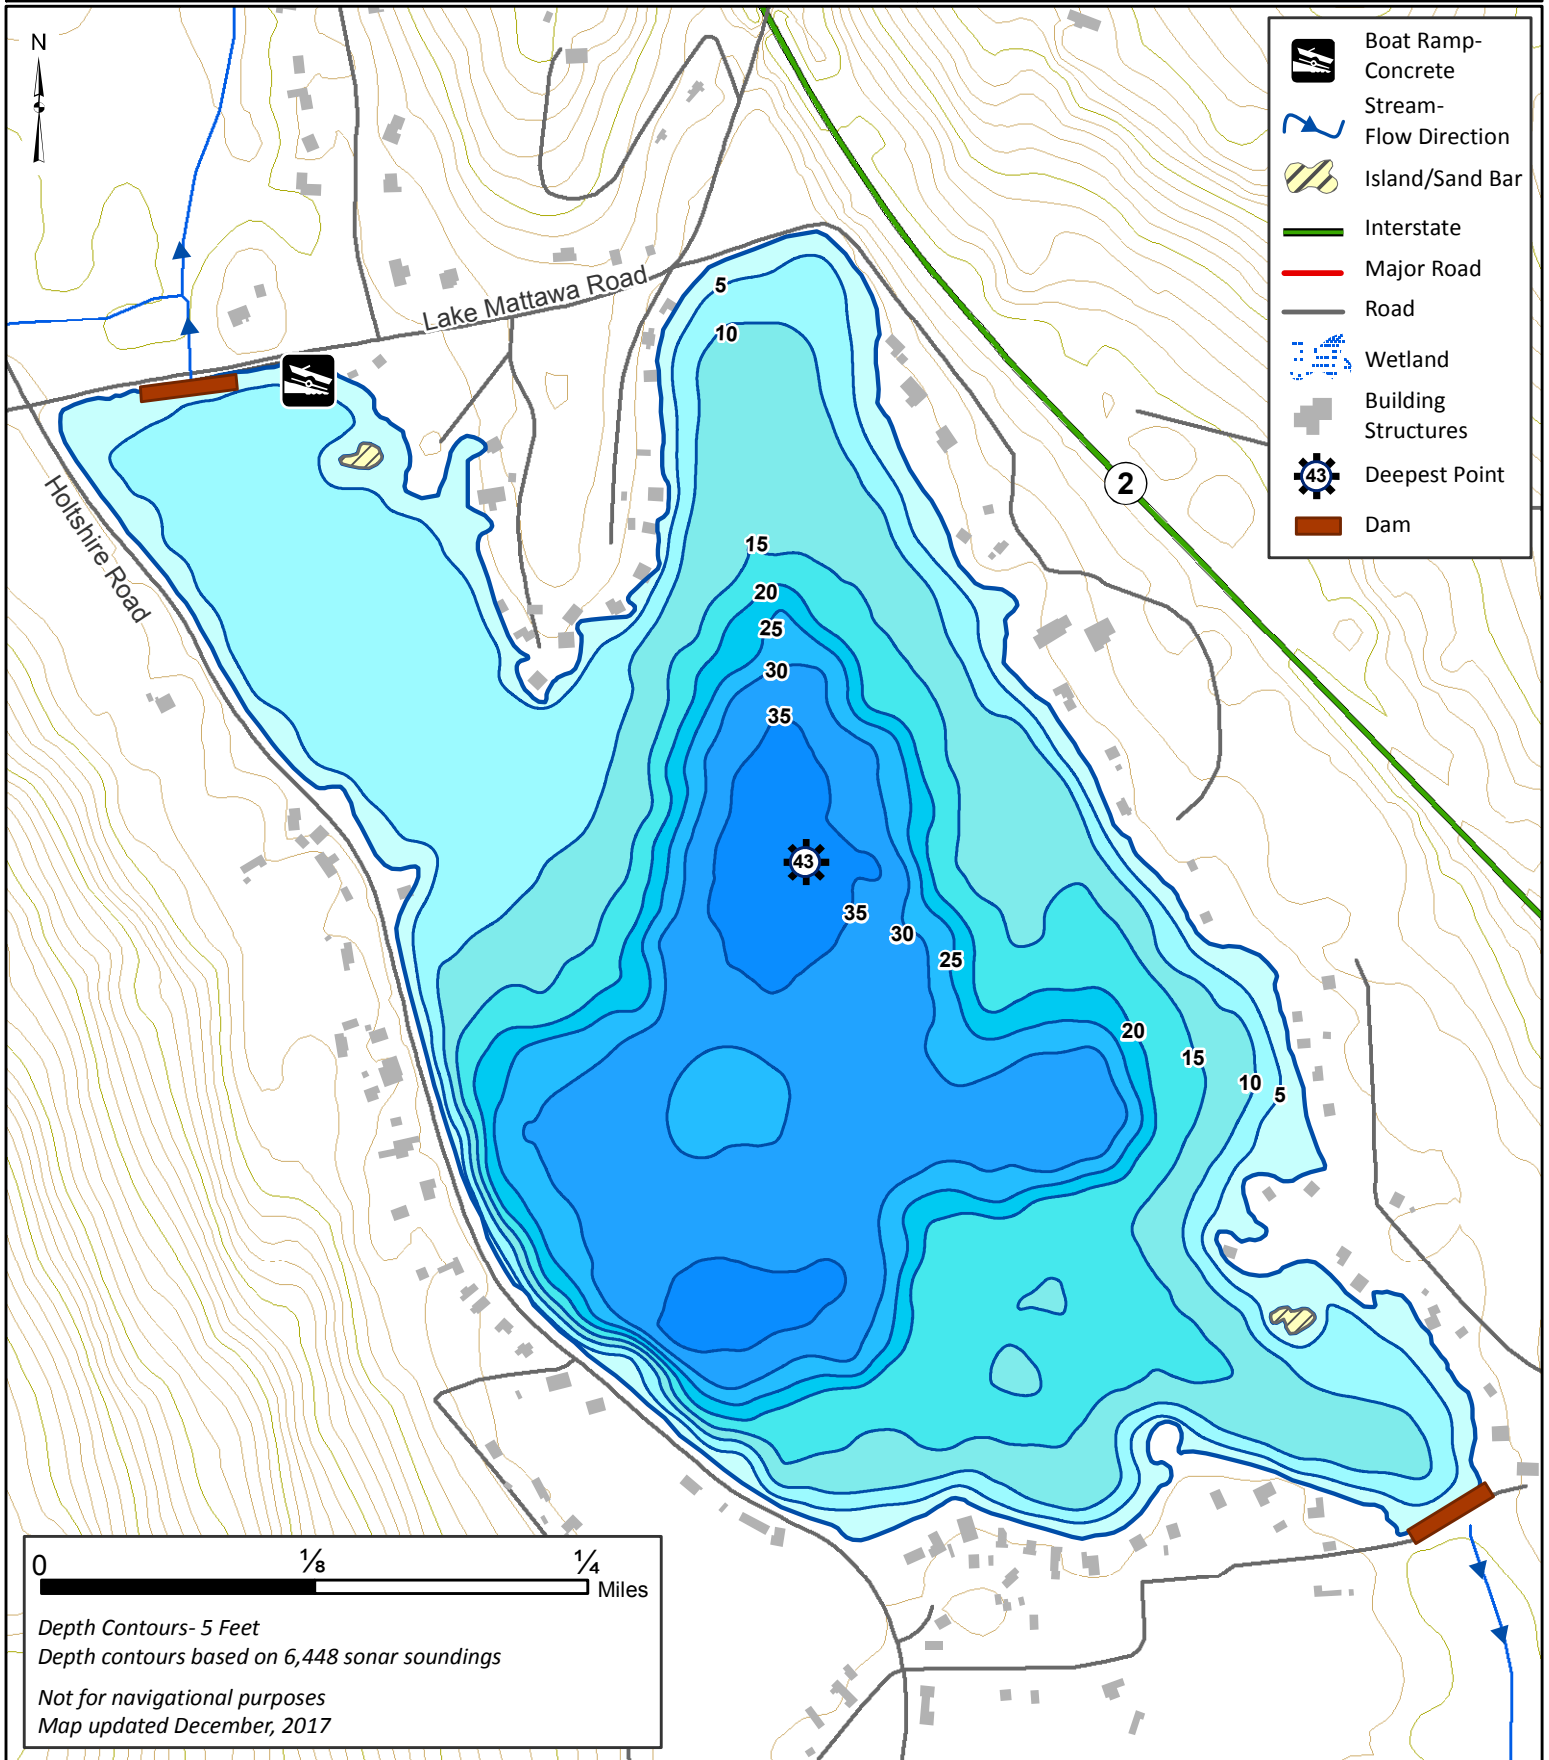 N
Boat Ramp-
Concrete
Stream-
Flow Direction
Island/Sand Bar
Interstate
Major Road
Road
Wetland
Building
Structures
43
Deepest Point
Dam
Lake Mattawa Road
Holtshire Road
2
5
10
15
20
25
30
35
43
35
30
25
20
15
10
5
0 1/8 1/4
Miles
Depth Contours- 5 Feet
Depth contours based on 6,448 sonar soundings
Not for navigational purposes
Map updated December, 2017